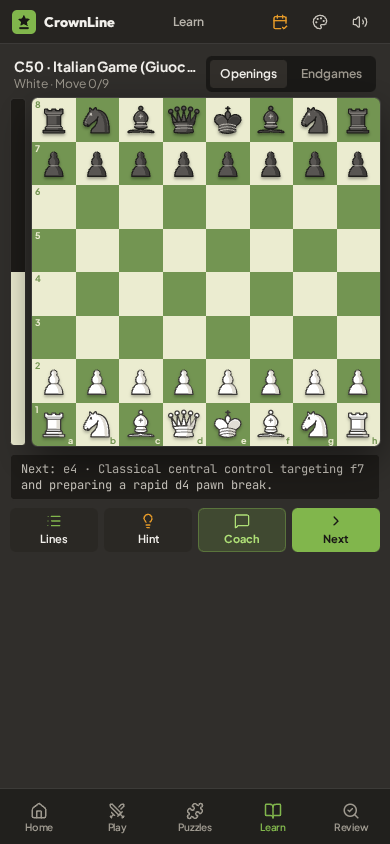 CrownLine
Learn
C50 · Italian Game (Giuoc…
White · Move 0/9
Openings
Endgames
8
7
6
5
4
3
2
1
a b c d e f g h
Next: e4 · Classical central control targeting f7
and preparing a rapid d4 pawn break.
Lines
Hint
Coach
Next
Home
Play
Puzzles
Learn
Review